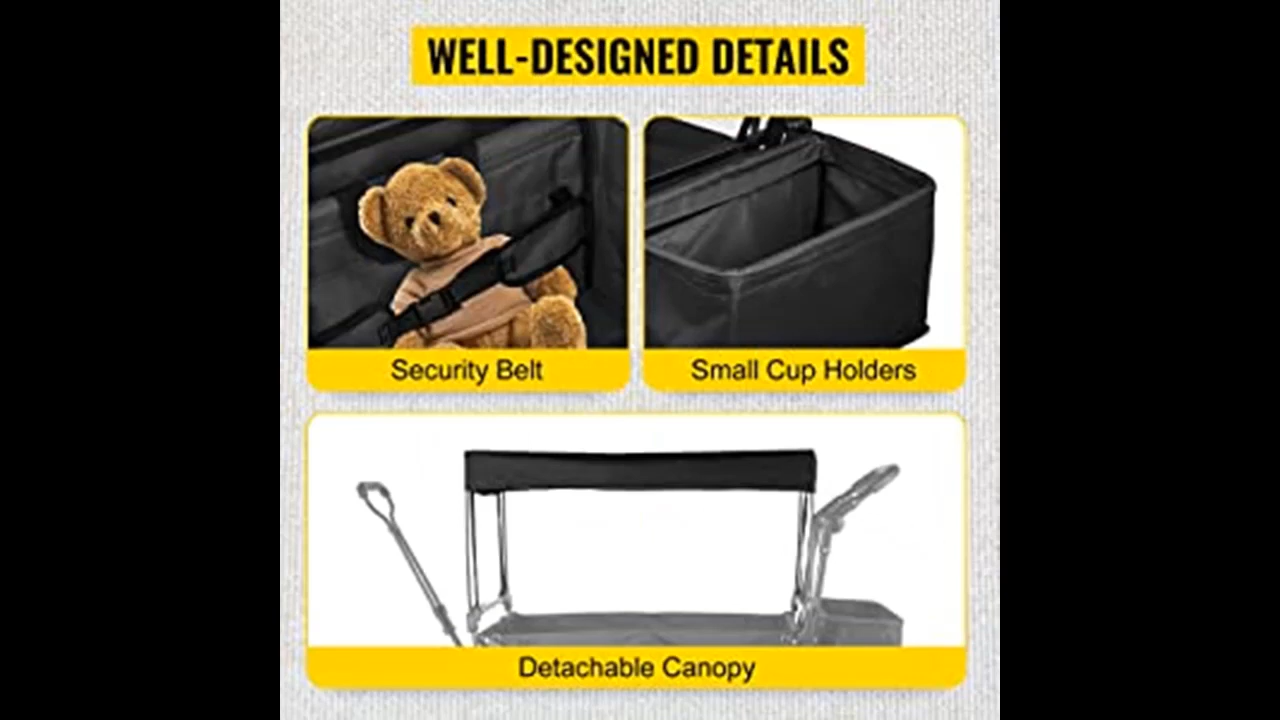 WELL-DESIGNED DETAILS
Security Belt
Small Cup Holders
Detachable Canopy